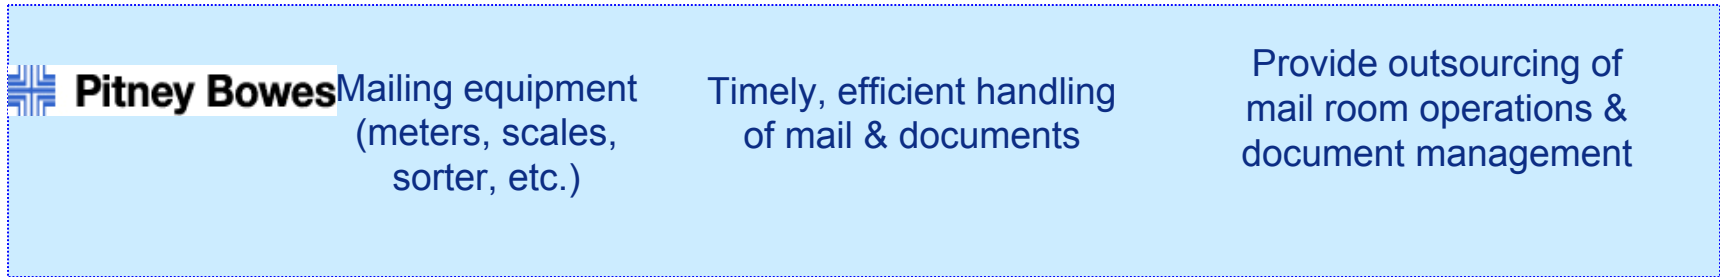 Pitney Bowes
Mailing equipment
(meters, scales,
sorter, etc.)
Timely, efficient handling
of mail & documents
Provide outsourcing of
mail room operations &
document management